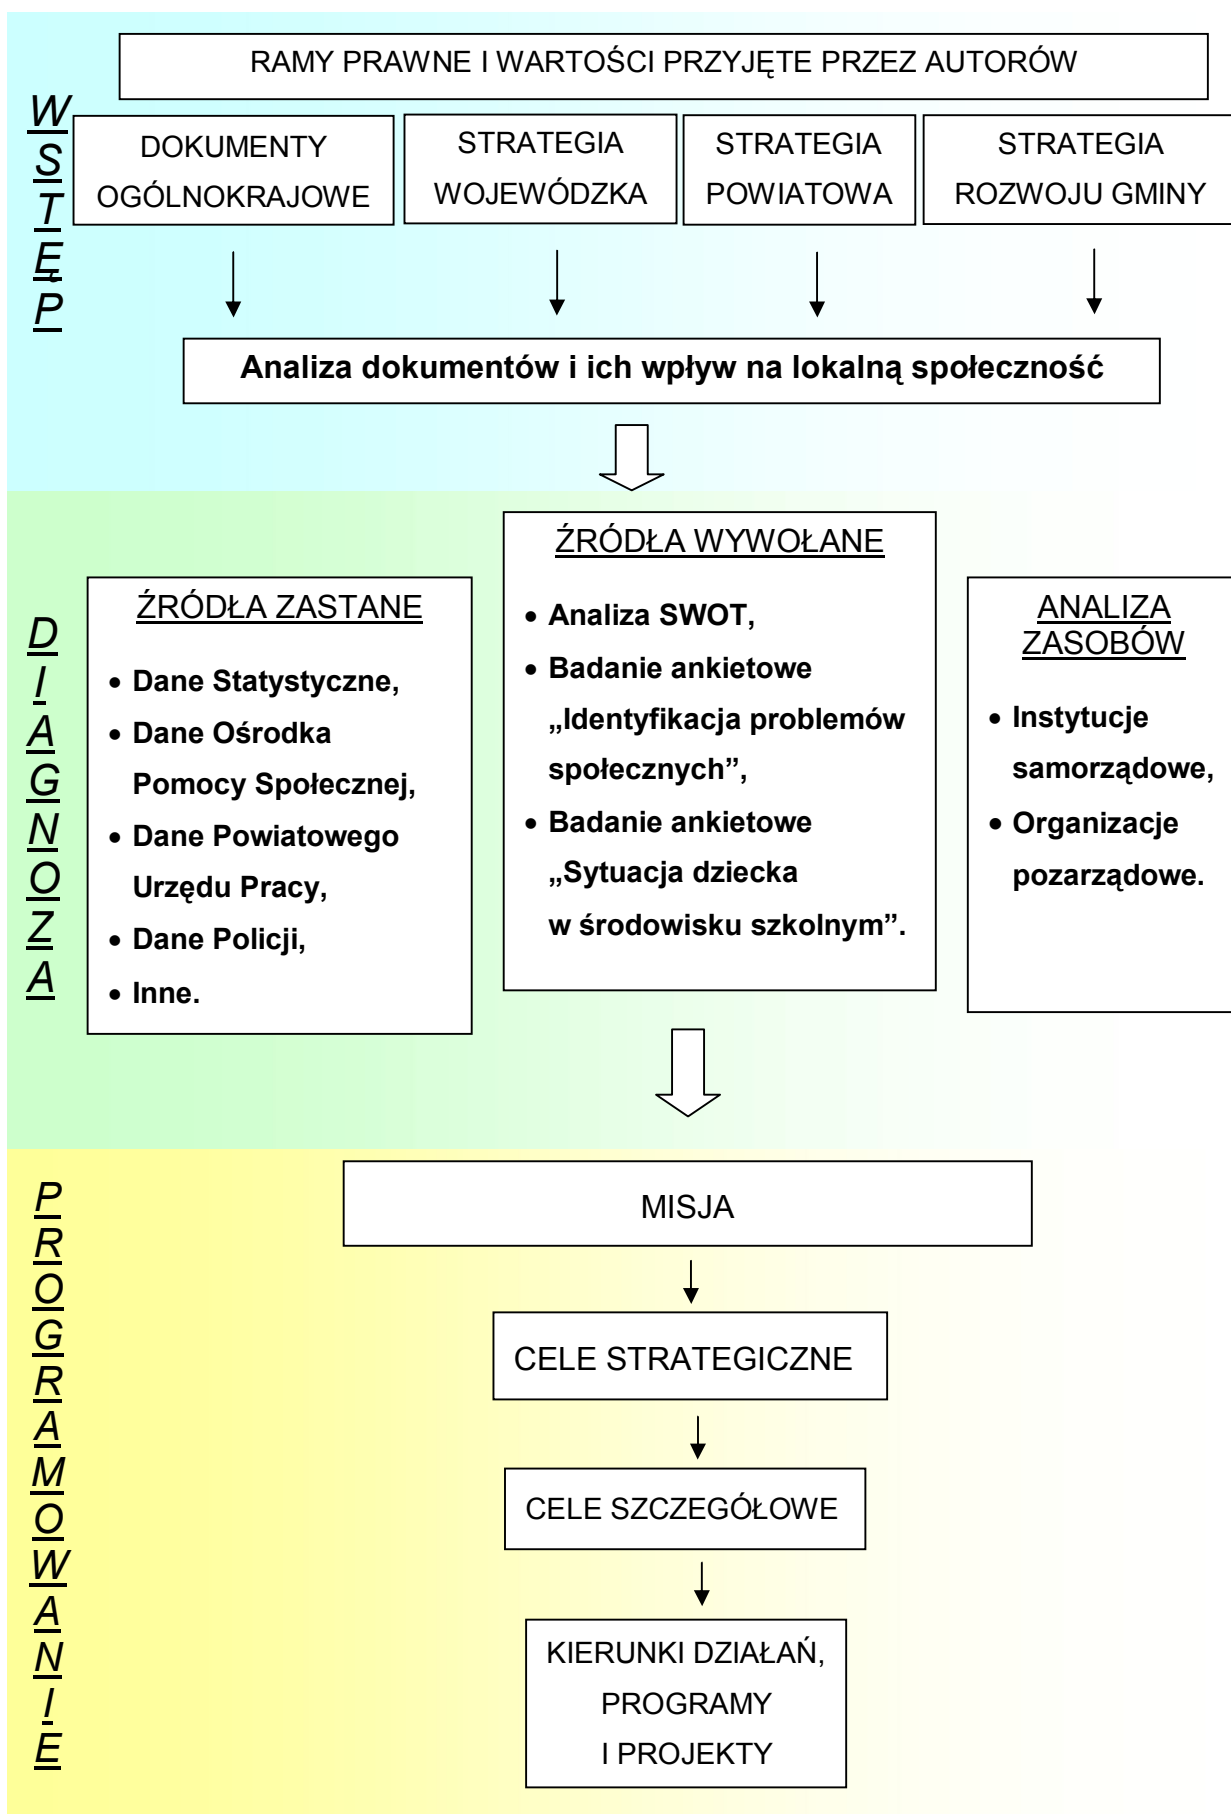 WSTĘP
RAMY PRAWNE I WARTOŚCI PRZYJĘTE PRZEZ AUTORÓW
DOKUMENTY
OGÓLNOKRAJOWE
STRATEGIA
WOJEWÓDZKA
STRATEGIA
POWIATOWA
STRATEGIA
ROZWOJU GMINY
Analiza dokumentów i ich wpływ na lokalną społeczność
DIAGNOZA
ŹRÓDŁA ZASTANE
• Dane Statystyczne,
• Dane Ośrodka
Pomocy Społecznej,
• Dane Powiatowego
Urzędu Pracy,
• Dane Policji,
• Inne.
ŹRÓDŁA WYWOŁANE
• Analiza SWOT,
• Badanie ankietowe
„Identyfikacja problemów
społecznych”,
• Badanie ankietowe
„Sytuacja dziecka
w środowisku szkolnym”.
ANALIZA
ZASOBÓW
• Instytucje
samorządowe,
• Organizacje
pozarządowe.
PROGRAMOWANIE
MISJA
CELE STRATEGICZNE
CELE SZCZEGÓŁOWE
KIERUNKI DZIAŁAŃ,
PROGRAMY
I PROJEKTY